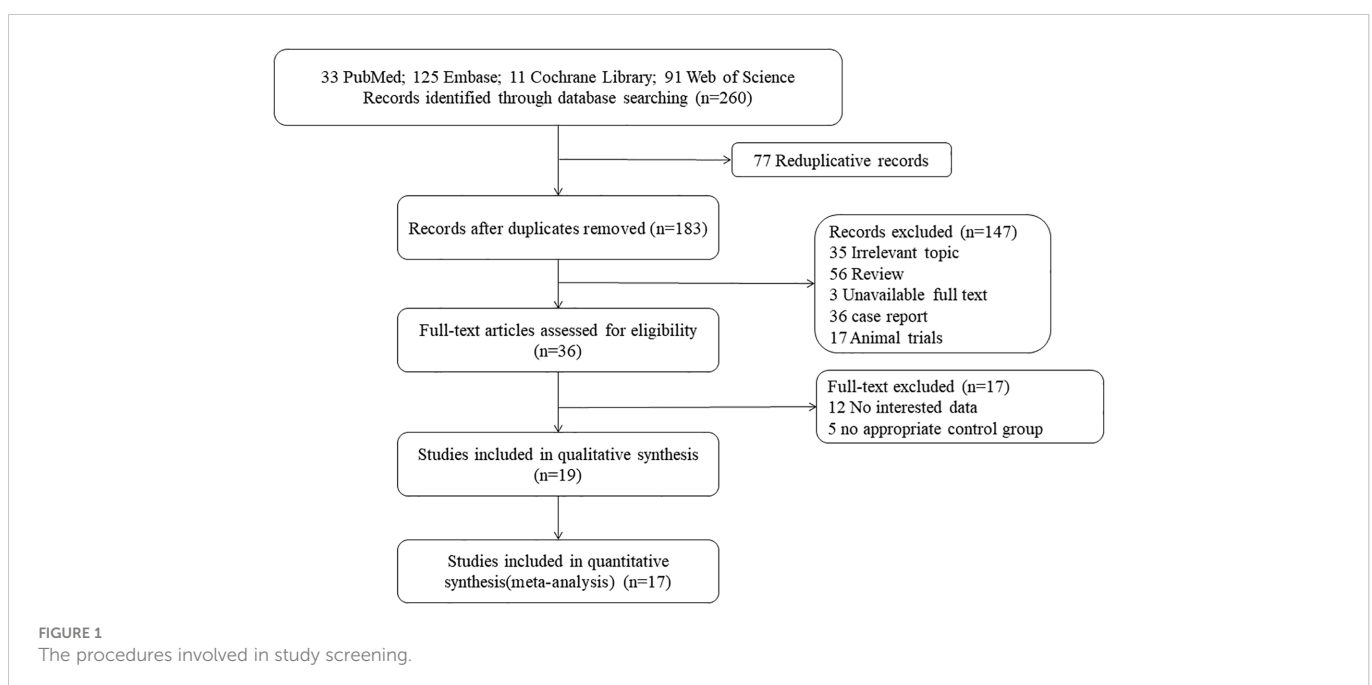 33 PubMed; 125 Embase; 11 Cochrane Library; 91 Web of Science
Records identified through database searching (n=260)
77 Reduplicative records
Records after duplicates removed (n=183)
Records excluded (n=147)
35 Irrelevant topic
56 Review
3 Unavailable full text
36 case report
17 Animal trials
Full-text articles assessed for eligibility
(n=36)
Full-text excluded (n=17)
12 No interested data
5 no appropriate control group
Studies included in qualitative synthesis
(n=19)
Studies included in quantitative
synthesis(meta-analysis) (n=17)
FIGURE 1
The procedures involved in study screening.